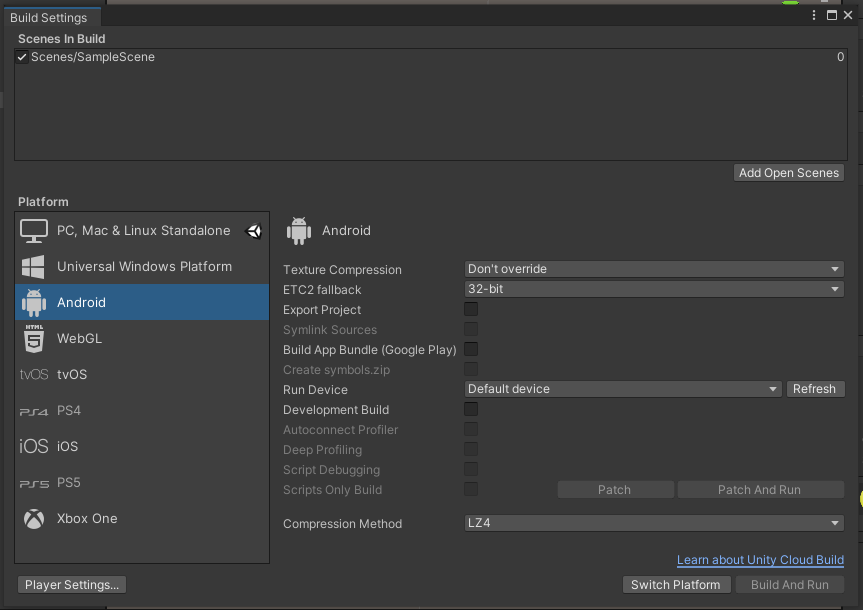 Build Settings
Scenes In Build
Scenes/SampleScene 0
Add Open Scenes
Platform
PC, Mac & Linux Standalone
Universal Windows Platform
Android
HTML 5 WebGL
tvOS tvOS
PS4 PS4
iOS iOS
PS5 PS5
Xbox One
Android
Texture Compression Don't override
ETC2 fallback 32-bit
Export Project
Symlink Sources
Build App Bundle (Google Play)
Create symbols.zip
Run Device Default device Refresh
Development Build
Autoconnect Profiler
Deep Profiling
Script Debugging
Scripts Only Build Patch Patch And Run
Compression Method LZ4
Learn about Unity Cloud Build
Player Settings... Switch Platform Build And Run